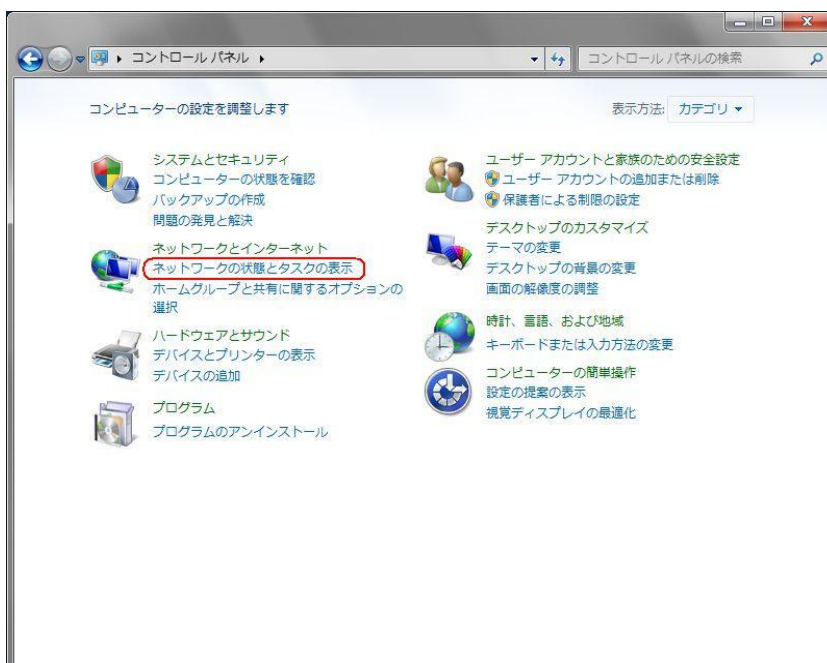 コントロール パネル
コントロール パネルの検索
コンピューターの設定を調整します
表示方法: カテゴリ
システムとセキュリティ
コンピューターの状態を確認
バックアップの作成
問題の発見と解決
ネットワークとインターネット
ネットワークの状態とタスクの表示
ホームグループと共有に関するオプションの
選択
ハードウェアとサウンド
デバイスとプリンターの表示
デバイスの追加
プログラム
プログラムのアンインストール
ユーザー アカウントと家族のための安全設定
ユーザー アカウントの追加または削除
保護者による制限の設定
デスクトップのカスタマイズ
テーマの変更
デスクトップの背景の変更
画面の解像度の調整
時計、言語、および地域
キーボードまたは入力方法の変更
コンピューターの簡単操作
設定の提案の表示
視覚ディスプレイの最適化